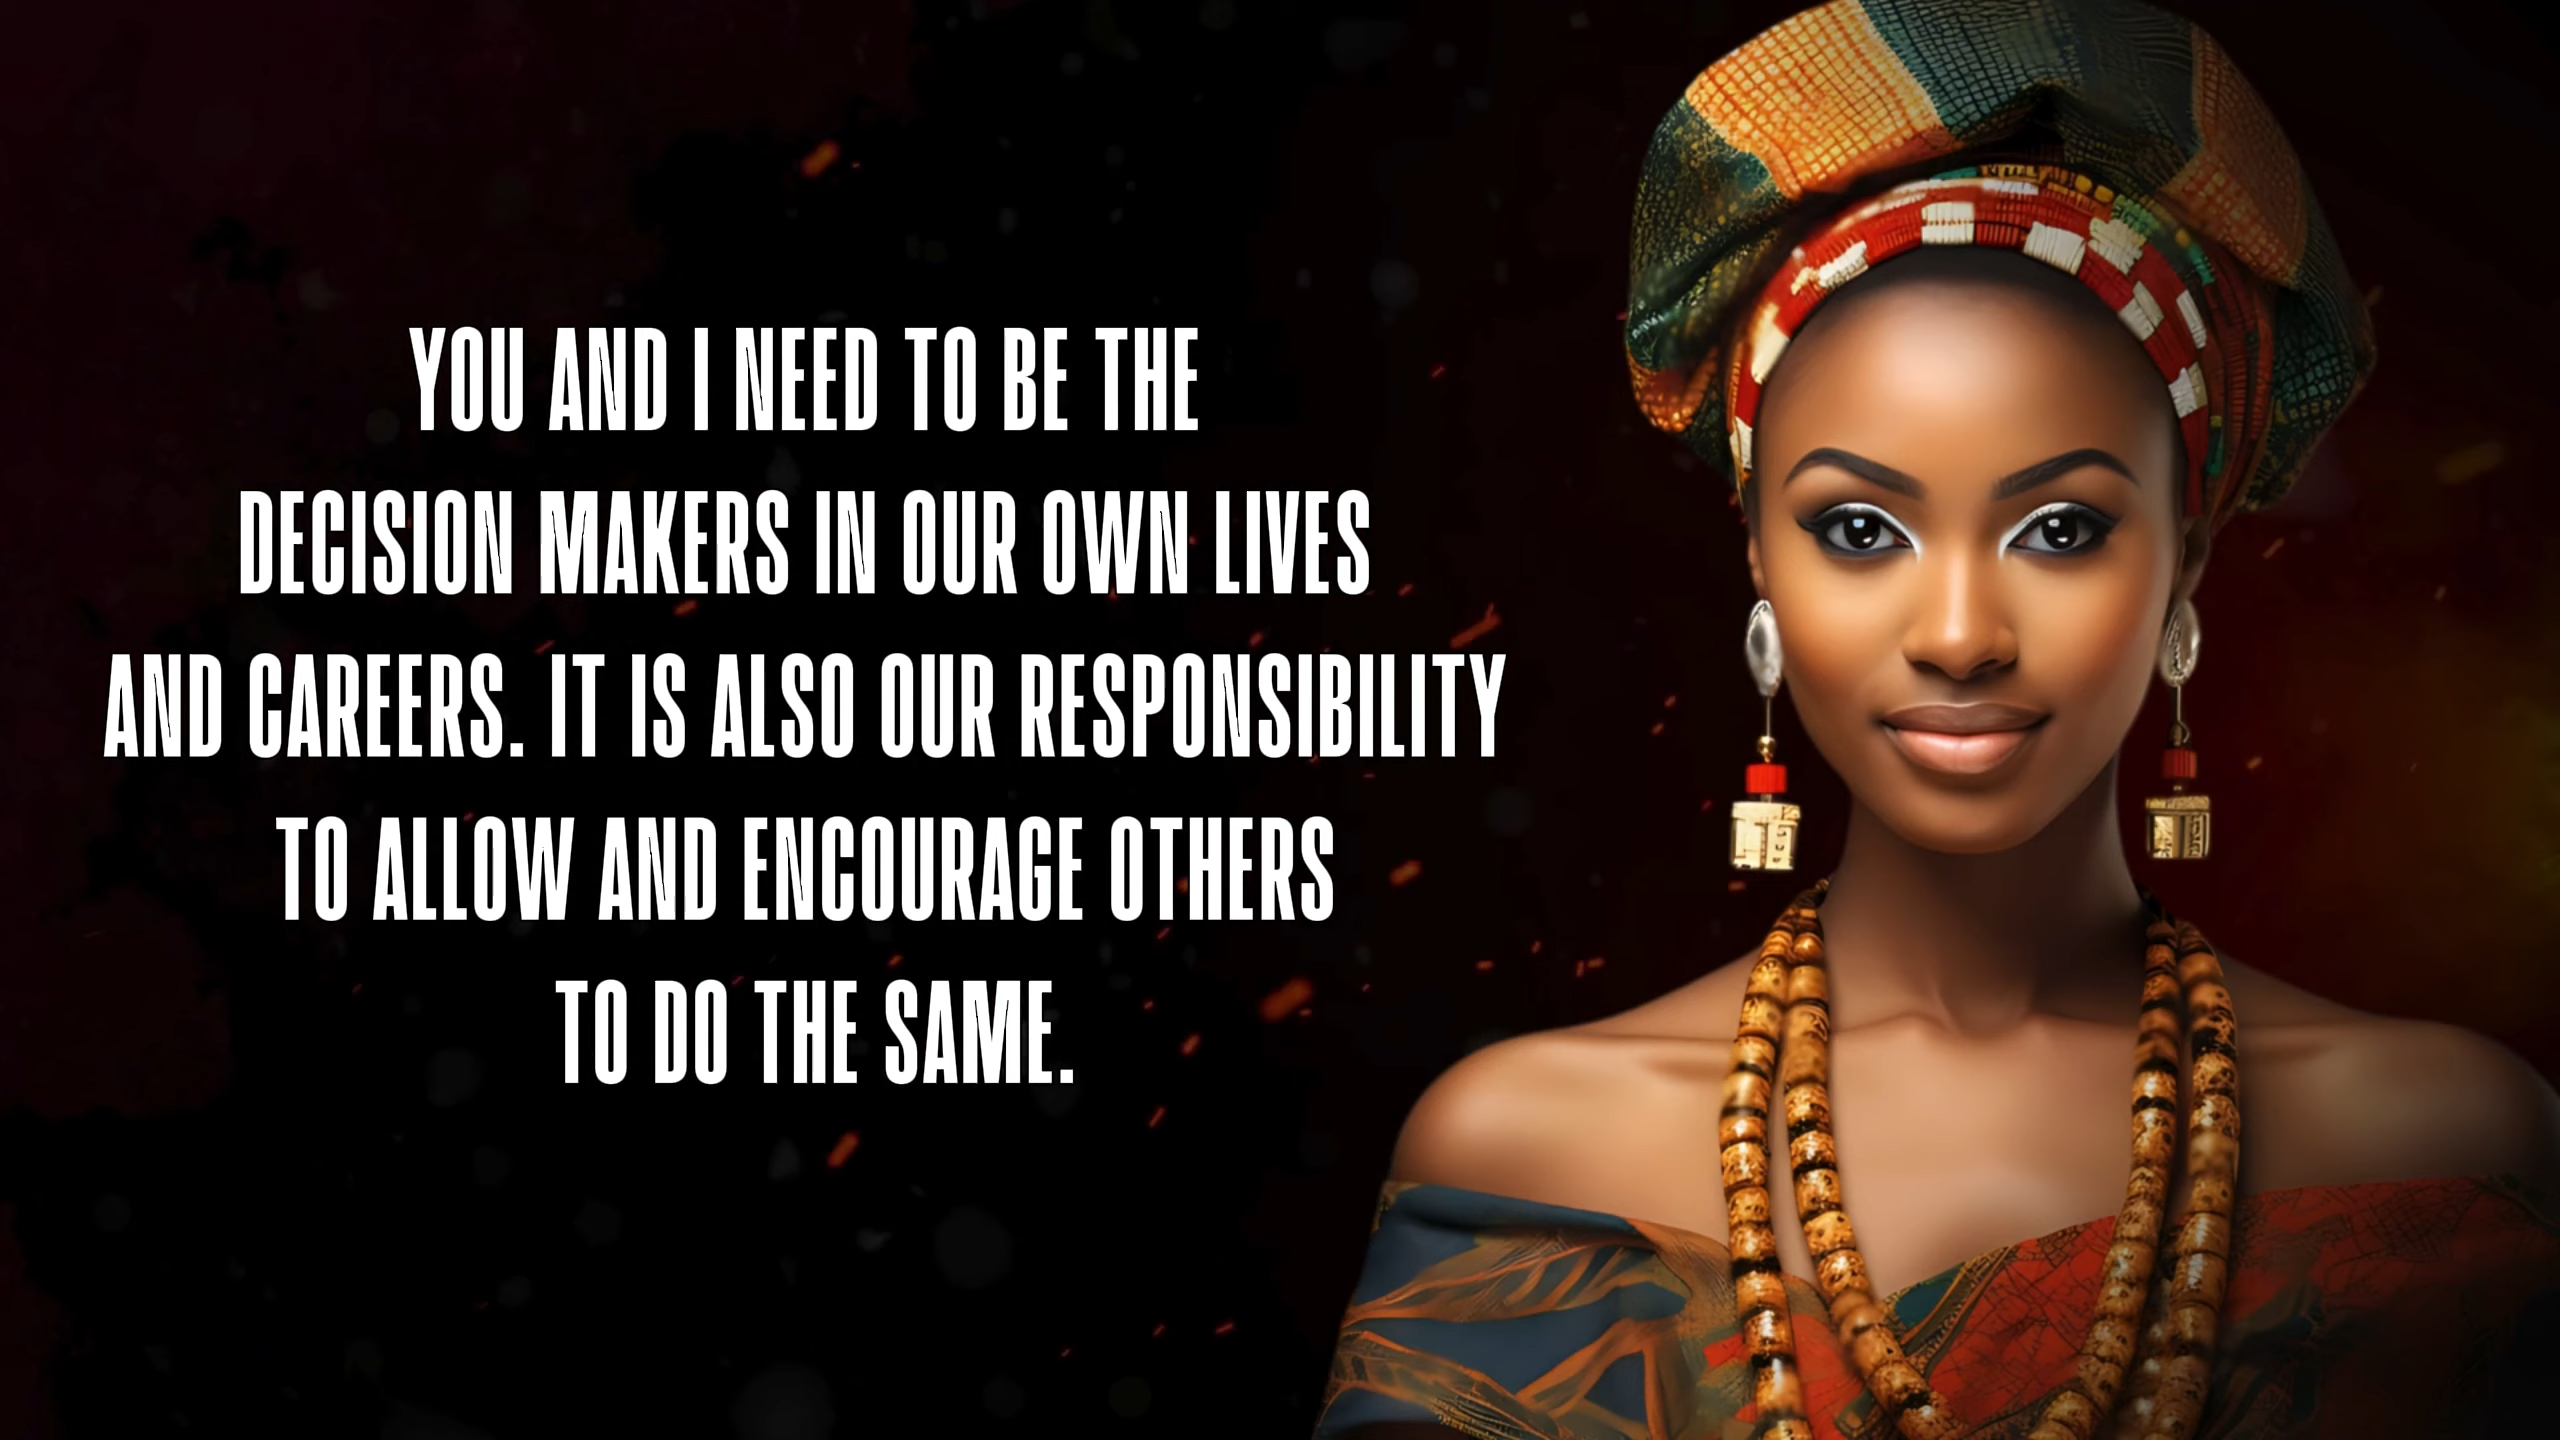 YOU AND I NEED TO BE THE
DECISION MAKERS IN OUR OWN LIVES
AND CAREERS. IT IS ALSO OUR RESPONSIBILITY
TO ALLOW AND ENCOURAGE OTHERS
TO DO THE SAME.